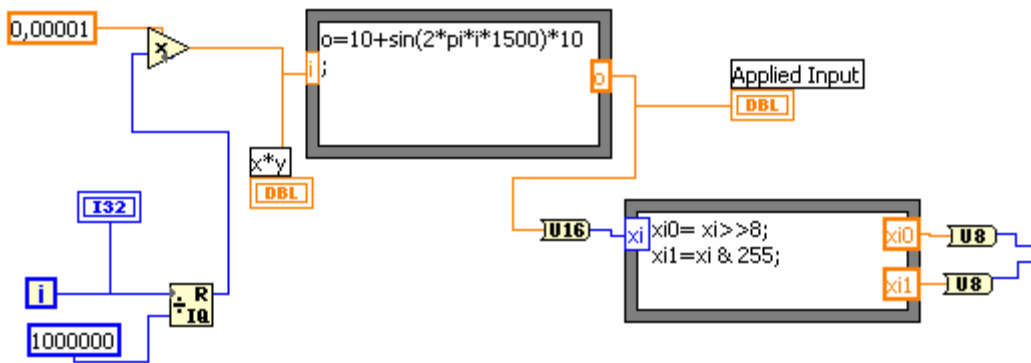 0,00001
x
i
o=10+sin(2*pi*i*1500)*10
;
o
Applied Input
DBL
x*y
DBL
I32
i
R
IQ
1000000
U16
xi
xi0= xi>>8;
xi1=xi & 255;
xi0
U8
xi1
U8